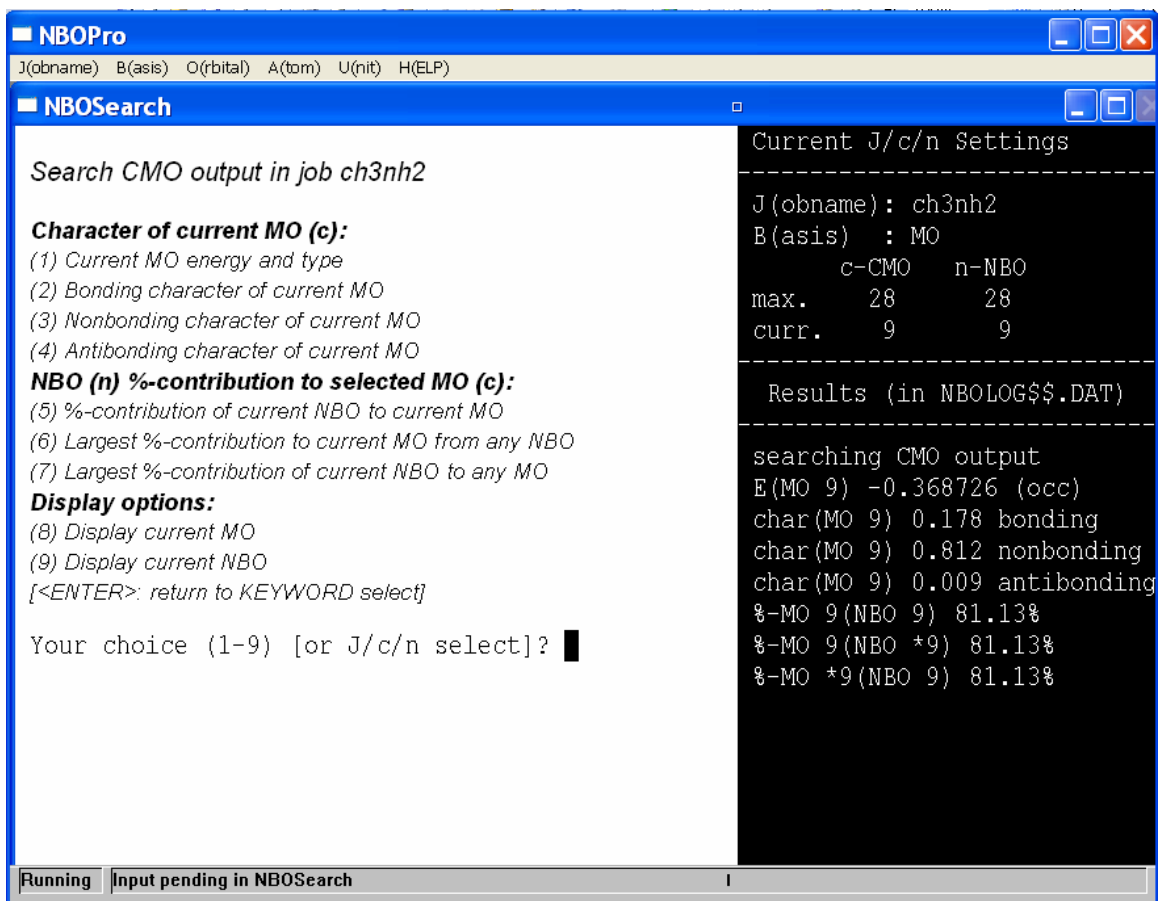 NBOPro
J(obname) B(asis) O(rbital) A(tom) U(nit) H(ELP)
NBOSearch
Search CMO output in job ch3nh2
Character of current MO (c):
(1) Current MO energy and type
(2) Bonding character of current MO
(3) Nonbonding character of current MO
(4) Antibonding character of current MO
NBO (n) %-contribution to selected MO (c):
(5) %-contribution of current NBO to current MO
(6) Largest %-contribution to current MO from any NBO
(7) Largest %-contribution of current NBO to any MO
Display options:
(8) Display current MO
(9) Display current NBO
[<ENTER>: return to KEYWORD select]
Your choice (1-9) [or J/c/n select]?
Current J/c/n Settings
J(obname): ch3nh2
B(asis) : MO
c-CMO n-NBO
max. 28 28
curr. 9 9
Results (in NBOLOG$$.DAT)
searching CMO output
E(MO 9) -0.368726 (occ)
char(MO 9) 0.178 bonding
char(MO 9) 0.812 nonbonding
char(MO 9) 0.009 antibonding
%-MO 9(NBO 9) 81.13%
%-MO 9(NBO *9) 81.13%
%-MO *9(NBO 9) 81.13%
Running Input pending in NBOSearch